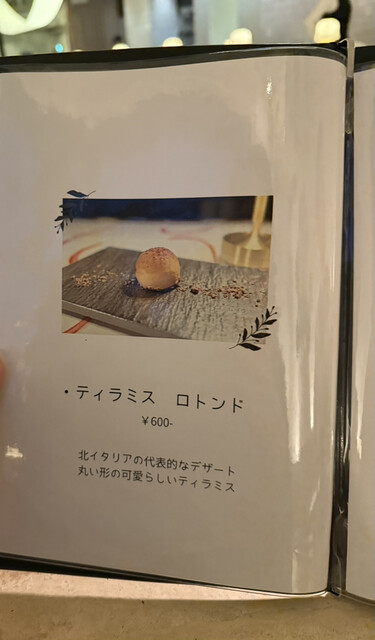 ・ティラミス　ロトンド
¥600-
北イタリアの代表的なデザート
丸い形の可愛らしいティラミス